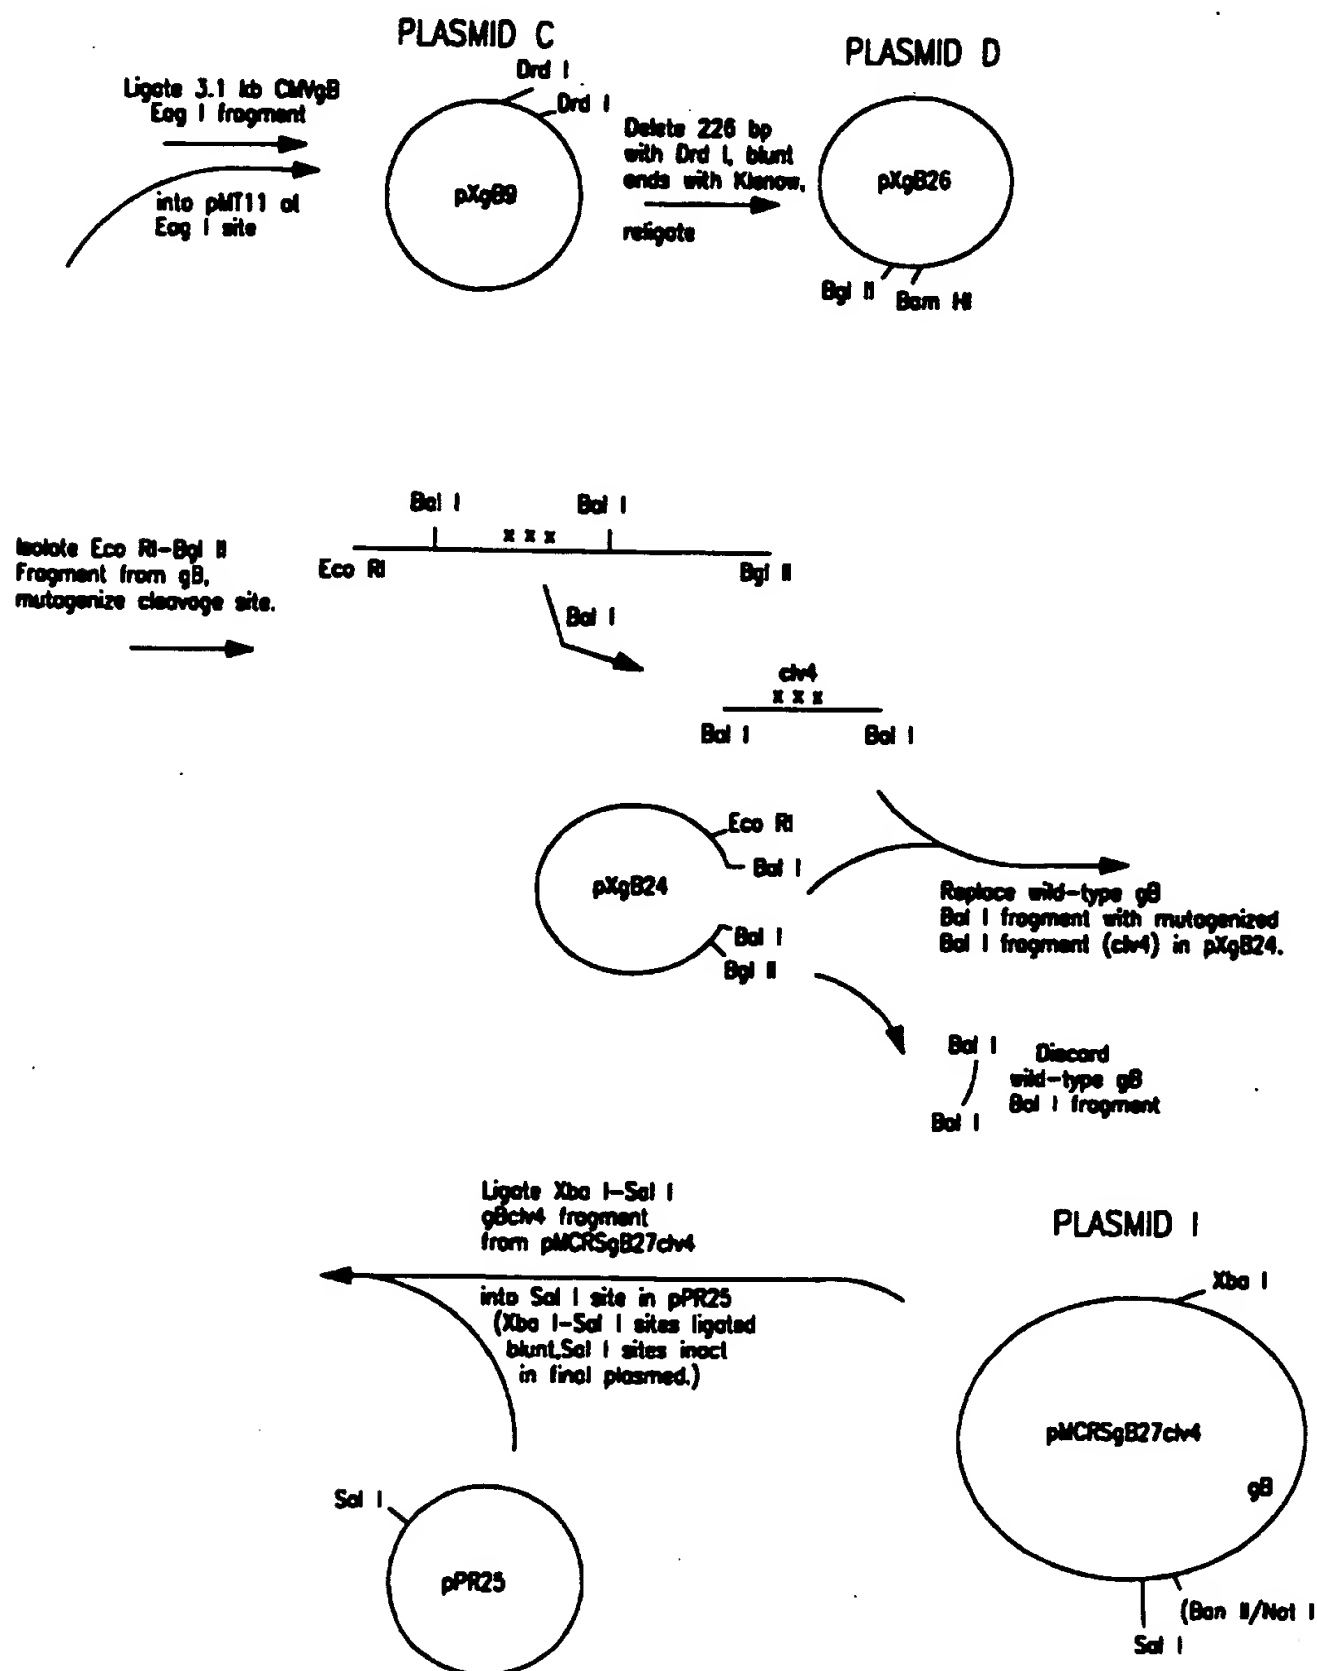 PLASMID C
PLASMID D
Drd I
Drd I
Ligate 3.1 kb CMVgB
Eag I fragment
into pMT11 at
Eag I site
pXgB9
Delete 226 bp
with Drd I, blunt
ends with Klenow,
religate
pXgB26
Bgl II
Bam HI
Isolate Eco RI-Bgl II
Fragment from gB,
mutogenize cleavage site.
Bal I
x x x
Bal I
Eco RI
Bgl II
Bal I
clv4
x x x
Bal I
Bal I
pXgB24
Eco RI
Bal I
Bal I
Bgl II
Replace wild-type gB
Bal I fragment with mutogenized
Bal I fragment (clv4) in pXgB24.
Bal I
Bal I
Discard
wild-type gB
Bal I fragment
Ligate Xba I-Sal I
gBclv4 fragment
from pMCRSgB27clv4
into Sal I site in pPR25
(Xba I-Sal I sites ligated
blunt,Sal I sites inact
in final plasmed.)
PLASMID I
Xba I
pMCRSgB27clv4
gB
(Ban II/Not I
Sal I
Sal I
pPR25